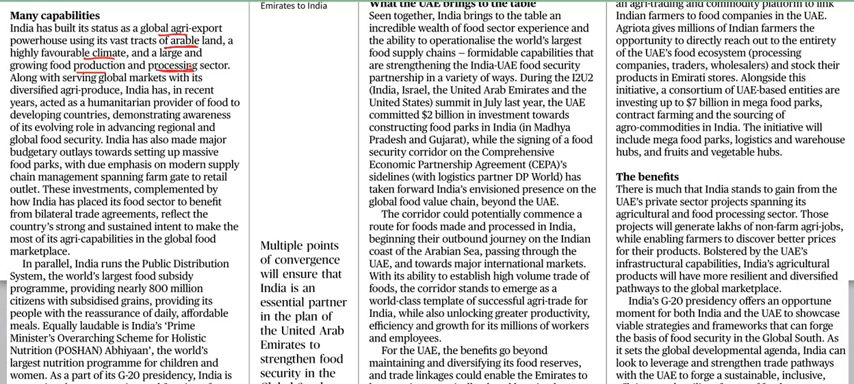 Many capabilities
India has built its status as a global agri-export
powerhouse using its vast tracts of arable land, a
highly favourable climate, and a large and
growing food production and processing sector.
Along with serving global markets with its
diversified agri-produce, India has, in recent
years, acted as a humanitarian provider of food to
developing countries, demonstrating awareness
of its evolving role in advancing regional and
global food security. India has also made major
budgetary outlays towards setting up massive
food parks, with due emphasis on modern supply
chain management spanning farm gate to retail
outlet. These investments, complemented by
how India has placed its food sector to benefit
from bilateral trade agreements, reflect the
country's strong and sustained intent to make the
most of its agri-capabilities in the global food
marketplace.
In parallel, India runs the Public Distribution
System, the world's largest food subsidy
programme, providing nearly 800 million
citizens with subsidised grains, providing its
people with the reassurance of daily, affordable
meals. Equally laudable is India's 'Prime
Minister's Overarching Scheme for Holistic
Nutrition (POSHAN) Abhiyaan', the world's
largest nutrition programme for children and
women. As a part of its G-20 presidency, India is
Emirates to India
Multiple points
of convergence
will ensure that
India is an
essential partner
in the plan of
the United Arab
Emirates to
strengthen food
security in the
What the UAE brings to the table
Seen together, India brings to the table an
incredible wealth of food sector experience and
the ability to operationalise the world's largest
food supply chains – formidable capabilities that
are strengthening the India-UAE food security
partnership in a variety of ways. During the I2U2
(India, Israel, the United Arab Emirates and the
United States) summit in July last year, the UAE
committed $2 billion in investment towards
constructing food parks in India (in Madhya
Pradesh and Gujarat), while the signing of a food
security corridor on the Comprehensive
Economic Partnership Agreement (CEPA)'s
sidelines (with logistics partner DP World) has
taken forward India's envisioned presence on the
global food value chain, beyond the UAE.
The corridor could potentially commence a
route for foods made and processed in India,
beginning their outbound journey on the Indian
coast of the Arabian Sea, passing through the
UAE, and towards major international markets.
With its ability to establish high volume trade of
foods, the corridor stands to emerge as a
world-class template of successful agri-trade for
India, while also unlocking greater productivity,
efficiency and growth for its millions of workers
and employees.
For the UAE, the benefits go beyond
maintaining and diversifying its food reserves,
and trade linkages could enable the Emirates to
an agri-trading and commodity platform to link
Indian farmers to food companies in the UAE.
Agriota gives millions of Indian farmers the
opportunity to directly reach out to the entirety
of the UAE's food ecosystem (processing
companies, traders, wholesalers) and stock their
products in Emirati stores. Alongside this
initiative, a consortium of UAE-based entities are
investing up to $7 billion in mega food parks,
contract farming and the sourcing of
agro-commodities in India. The initiative will
include mega food parks, logistics and warehouse
hubs, and fruits and vegetable hubs.
The benefits
There is much that India stands to gain from the
UAE's private sector projects spanning its
agricultural and food processing sector. Those
projects will generate lakhs of non-farm agri-jobs,
while enabling farmers to discover better prices
for their products. Bolstered by the UAE's
infrastructural capabilities, India's agricultural
products will have more resilient and diversified
pathways to the global marketplace.
India's G-20 presidency offers an opportune
moment for both India and the UAE to showcase
viable strategies and frameworks that can forge
the basis of food security in the Global South. As
it sets the global developmental agenda, India can
look to leverage and strengthen trade pathways
with the UAE to forge a sustainable, inclusive,